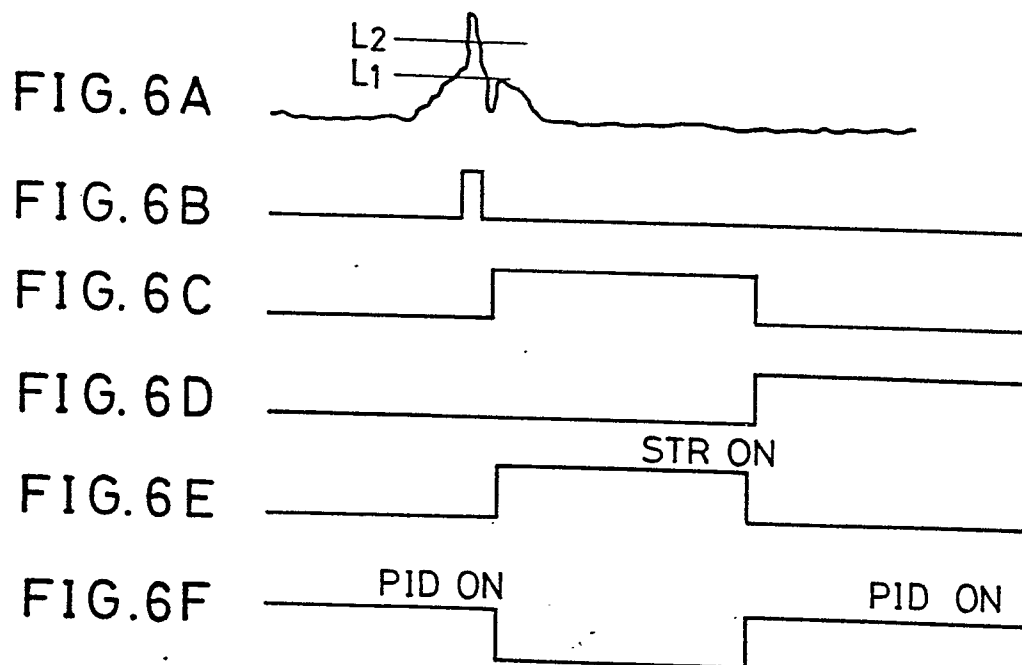 L2
L1
FIG. 6A
FIG. 6B
FIG. 6C
FIG. 6D
STR ON
FIG. 6E
PID ON
PID ON
FIG. 6F